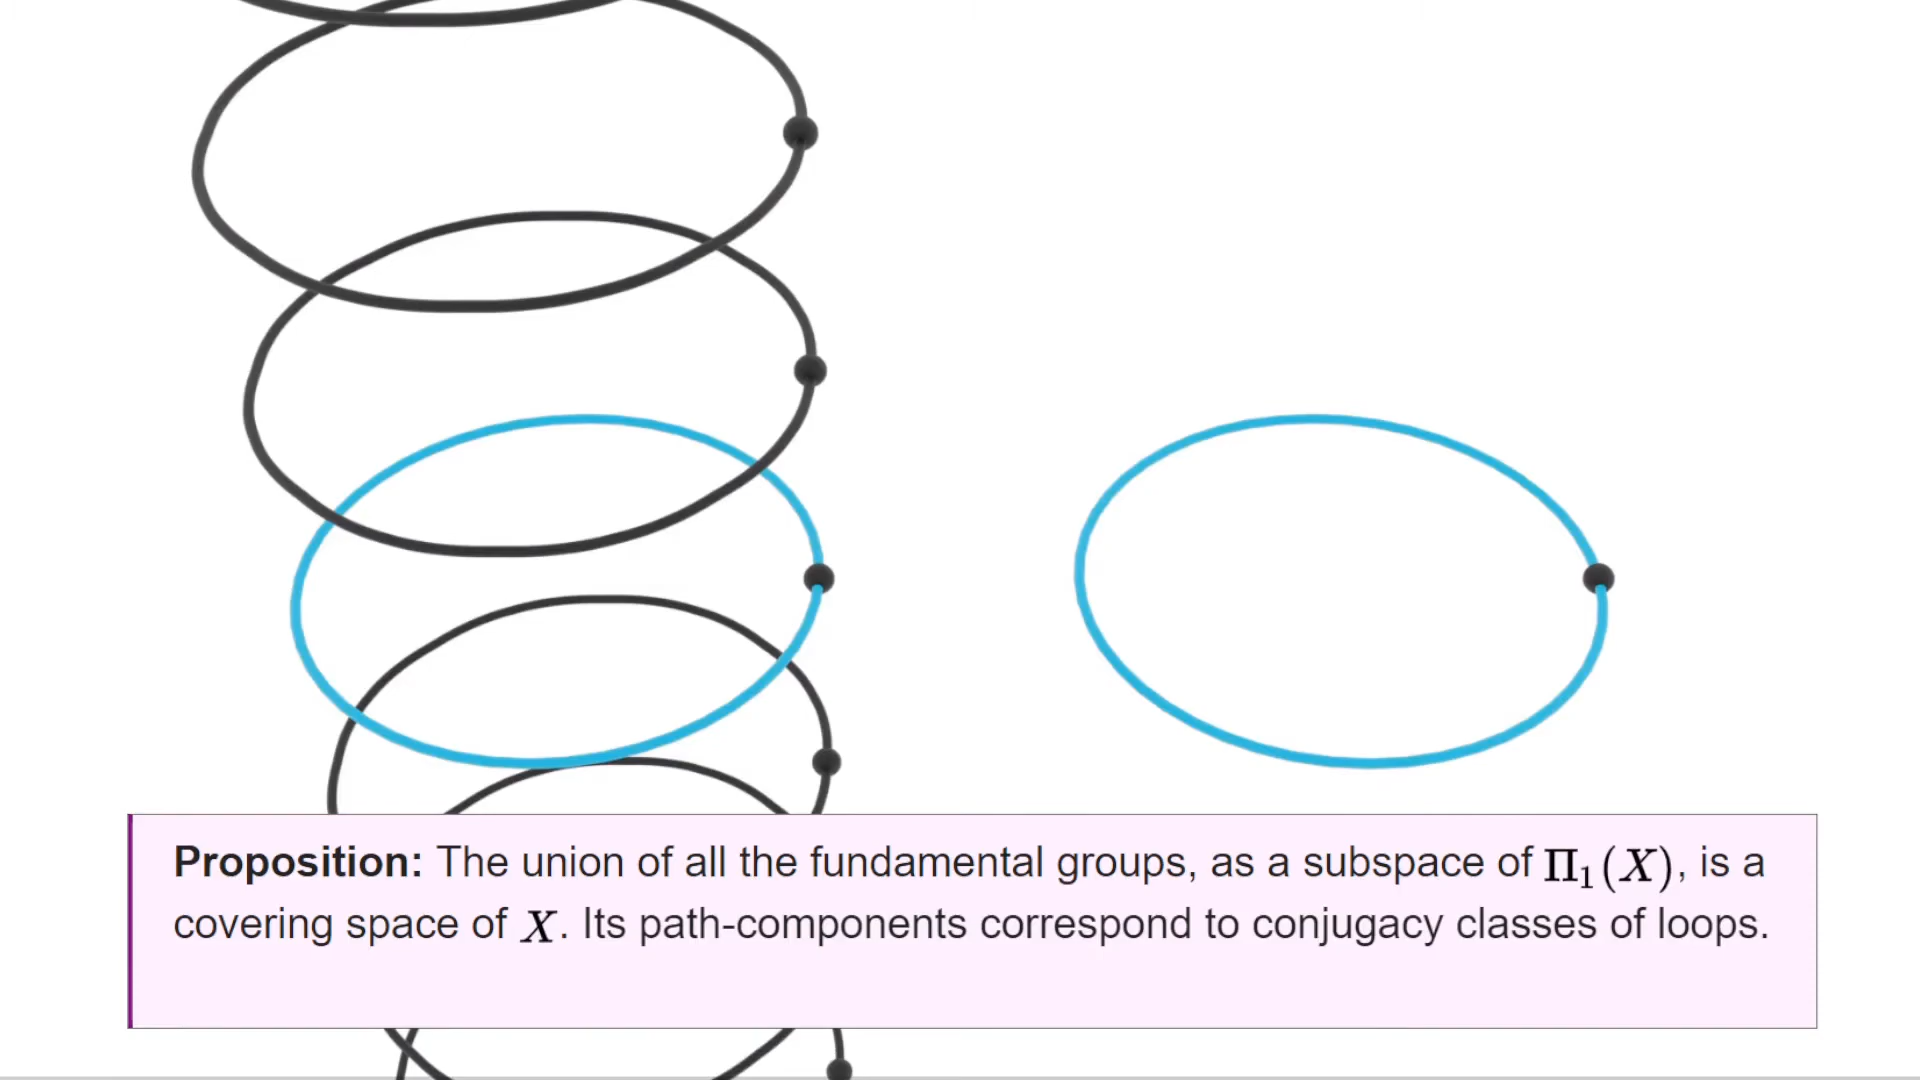 Proposition: The union of all the fundamental groups, as a subspace of Π₁(X), is a
covering space of X. Its path-components correspond to conjugacy classes of loops.